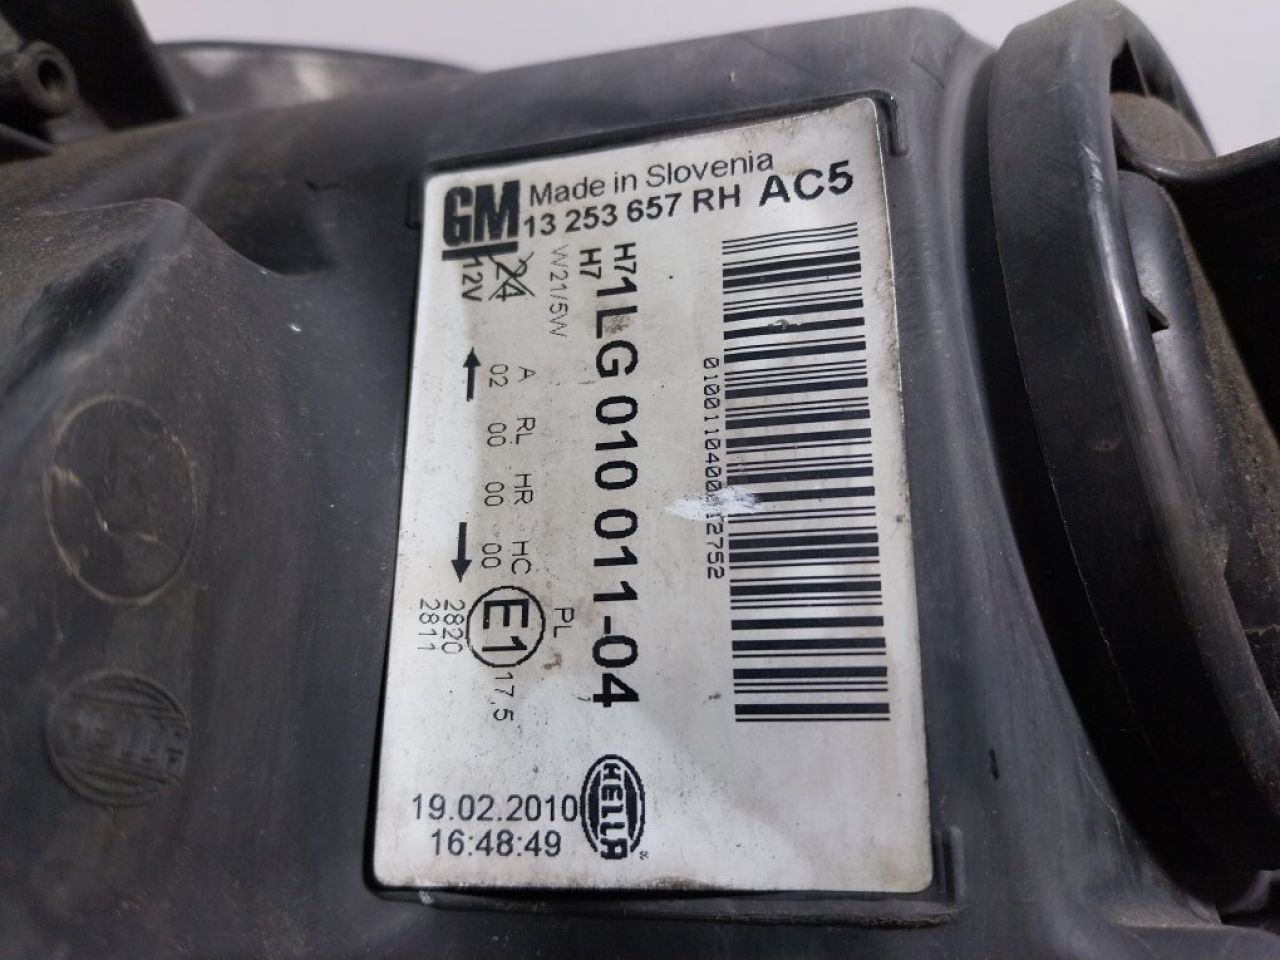 GM Made in Slovenia
13 253 657 RH AC5
H7
H7
W21/5W
24
12V
1LG 010 011-04
A RL HR HC
02 00 00 00
PL
E1 17,5
2820
2811
19.02.2010
16:48:49
HELLA
HELLA